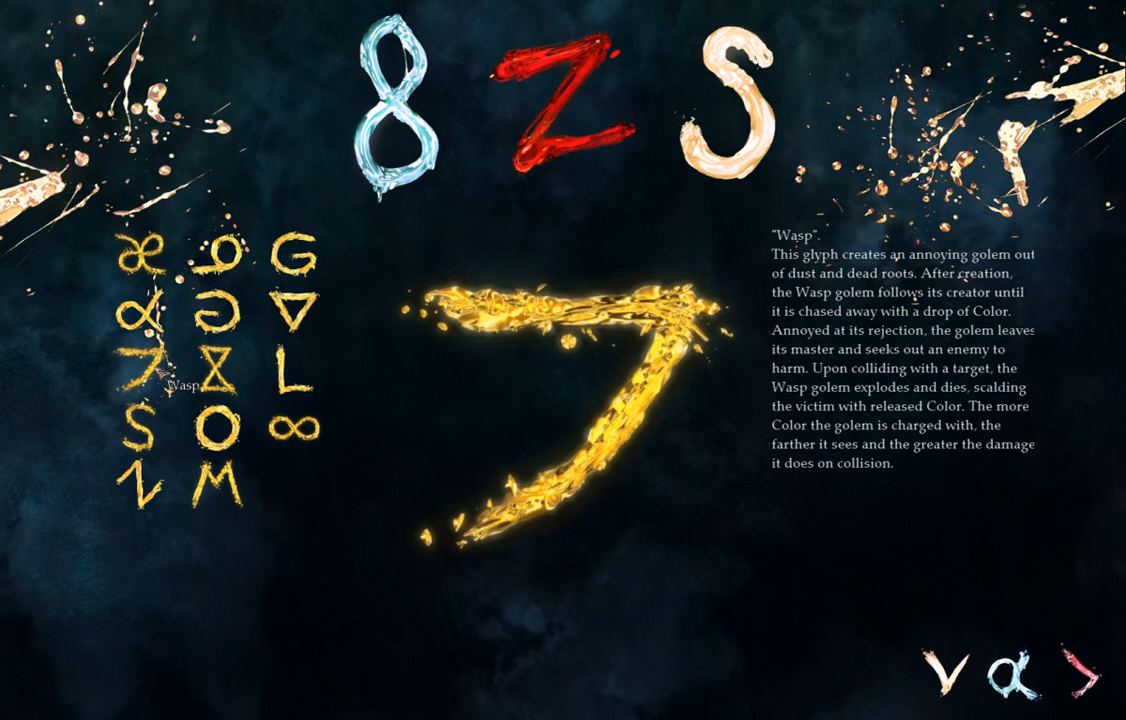 8 Z S
G
L
S O ∞
M
Wasp
"Wasp".
This glyph creates an annoying golem out
of dust and dead roots. After creation,
the Wasp golem follows its creator until
it is chased away with a drop of Color.
Annoyed at its rejection, the golem leaves
its master and seeks out an enemy to
harm. Upon colliding with a target, the
Wasp golem explodes and dies, scalding
the victim with released Color. The more
Color the golem is charged with, the
farther it sees and the greater the damage
it does on collision.